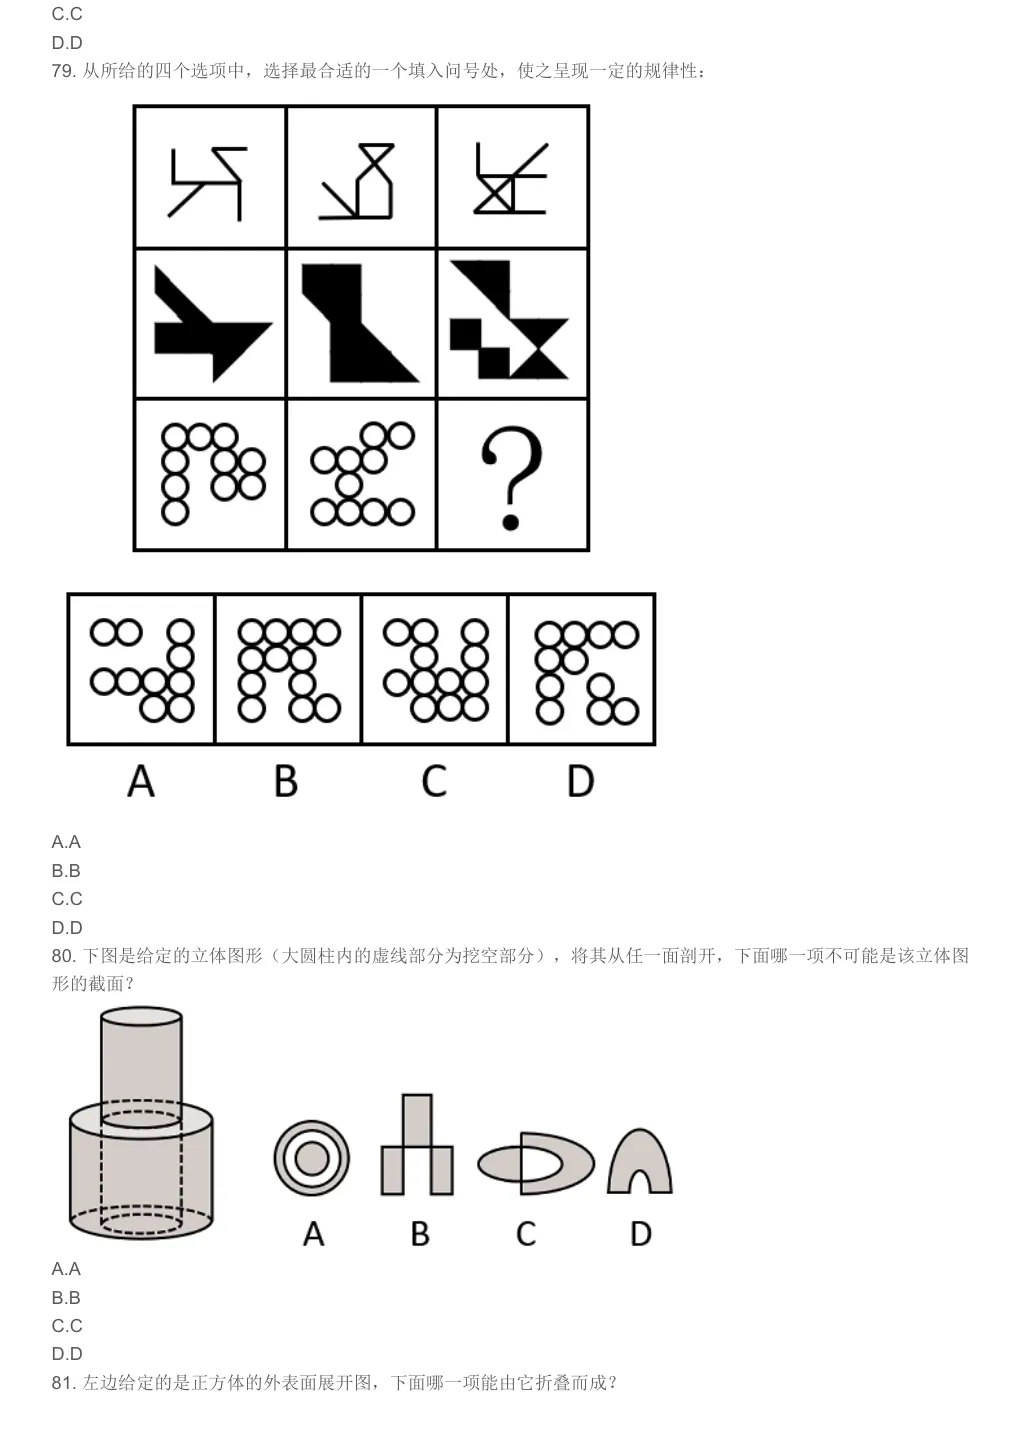 C.C
D.D
79. 从所给的四个选项中，选择最合适的一个填入问号处，使之呈现一定的规律性：
?
A B C D
A.A
B.B
C.C
D.D
80. 下图是给定的立体图形（大圆柱内的虚线部分为挖空部分），将其从任一面剖开，下面哪一项不可能是该立体图
形的截面？
A B C D
A.A
B.B
C.C
D.D
81. 左边给定的是正方体的外表面展开图，下面哪一项能由它折叠而成？